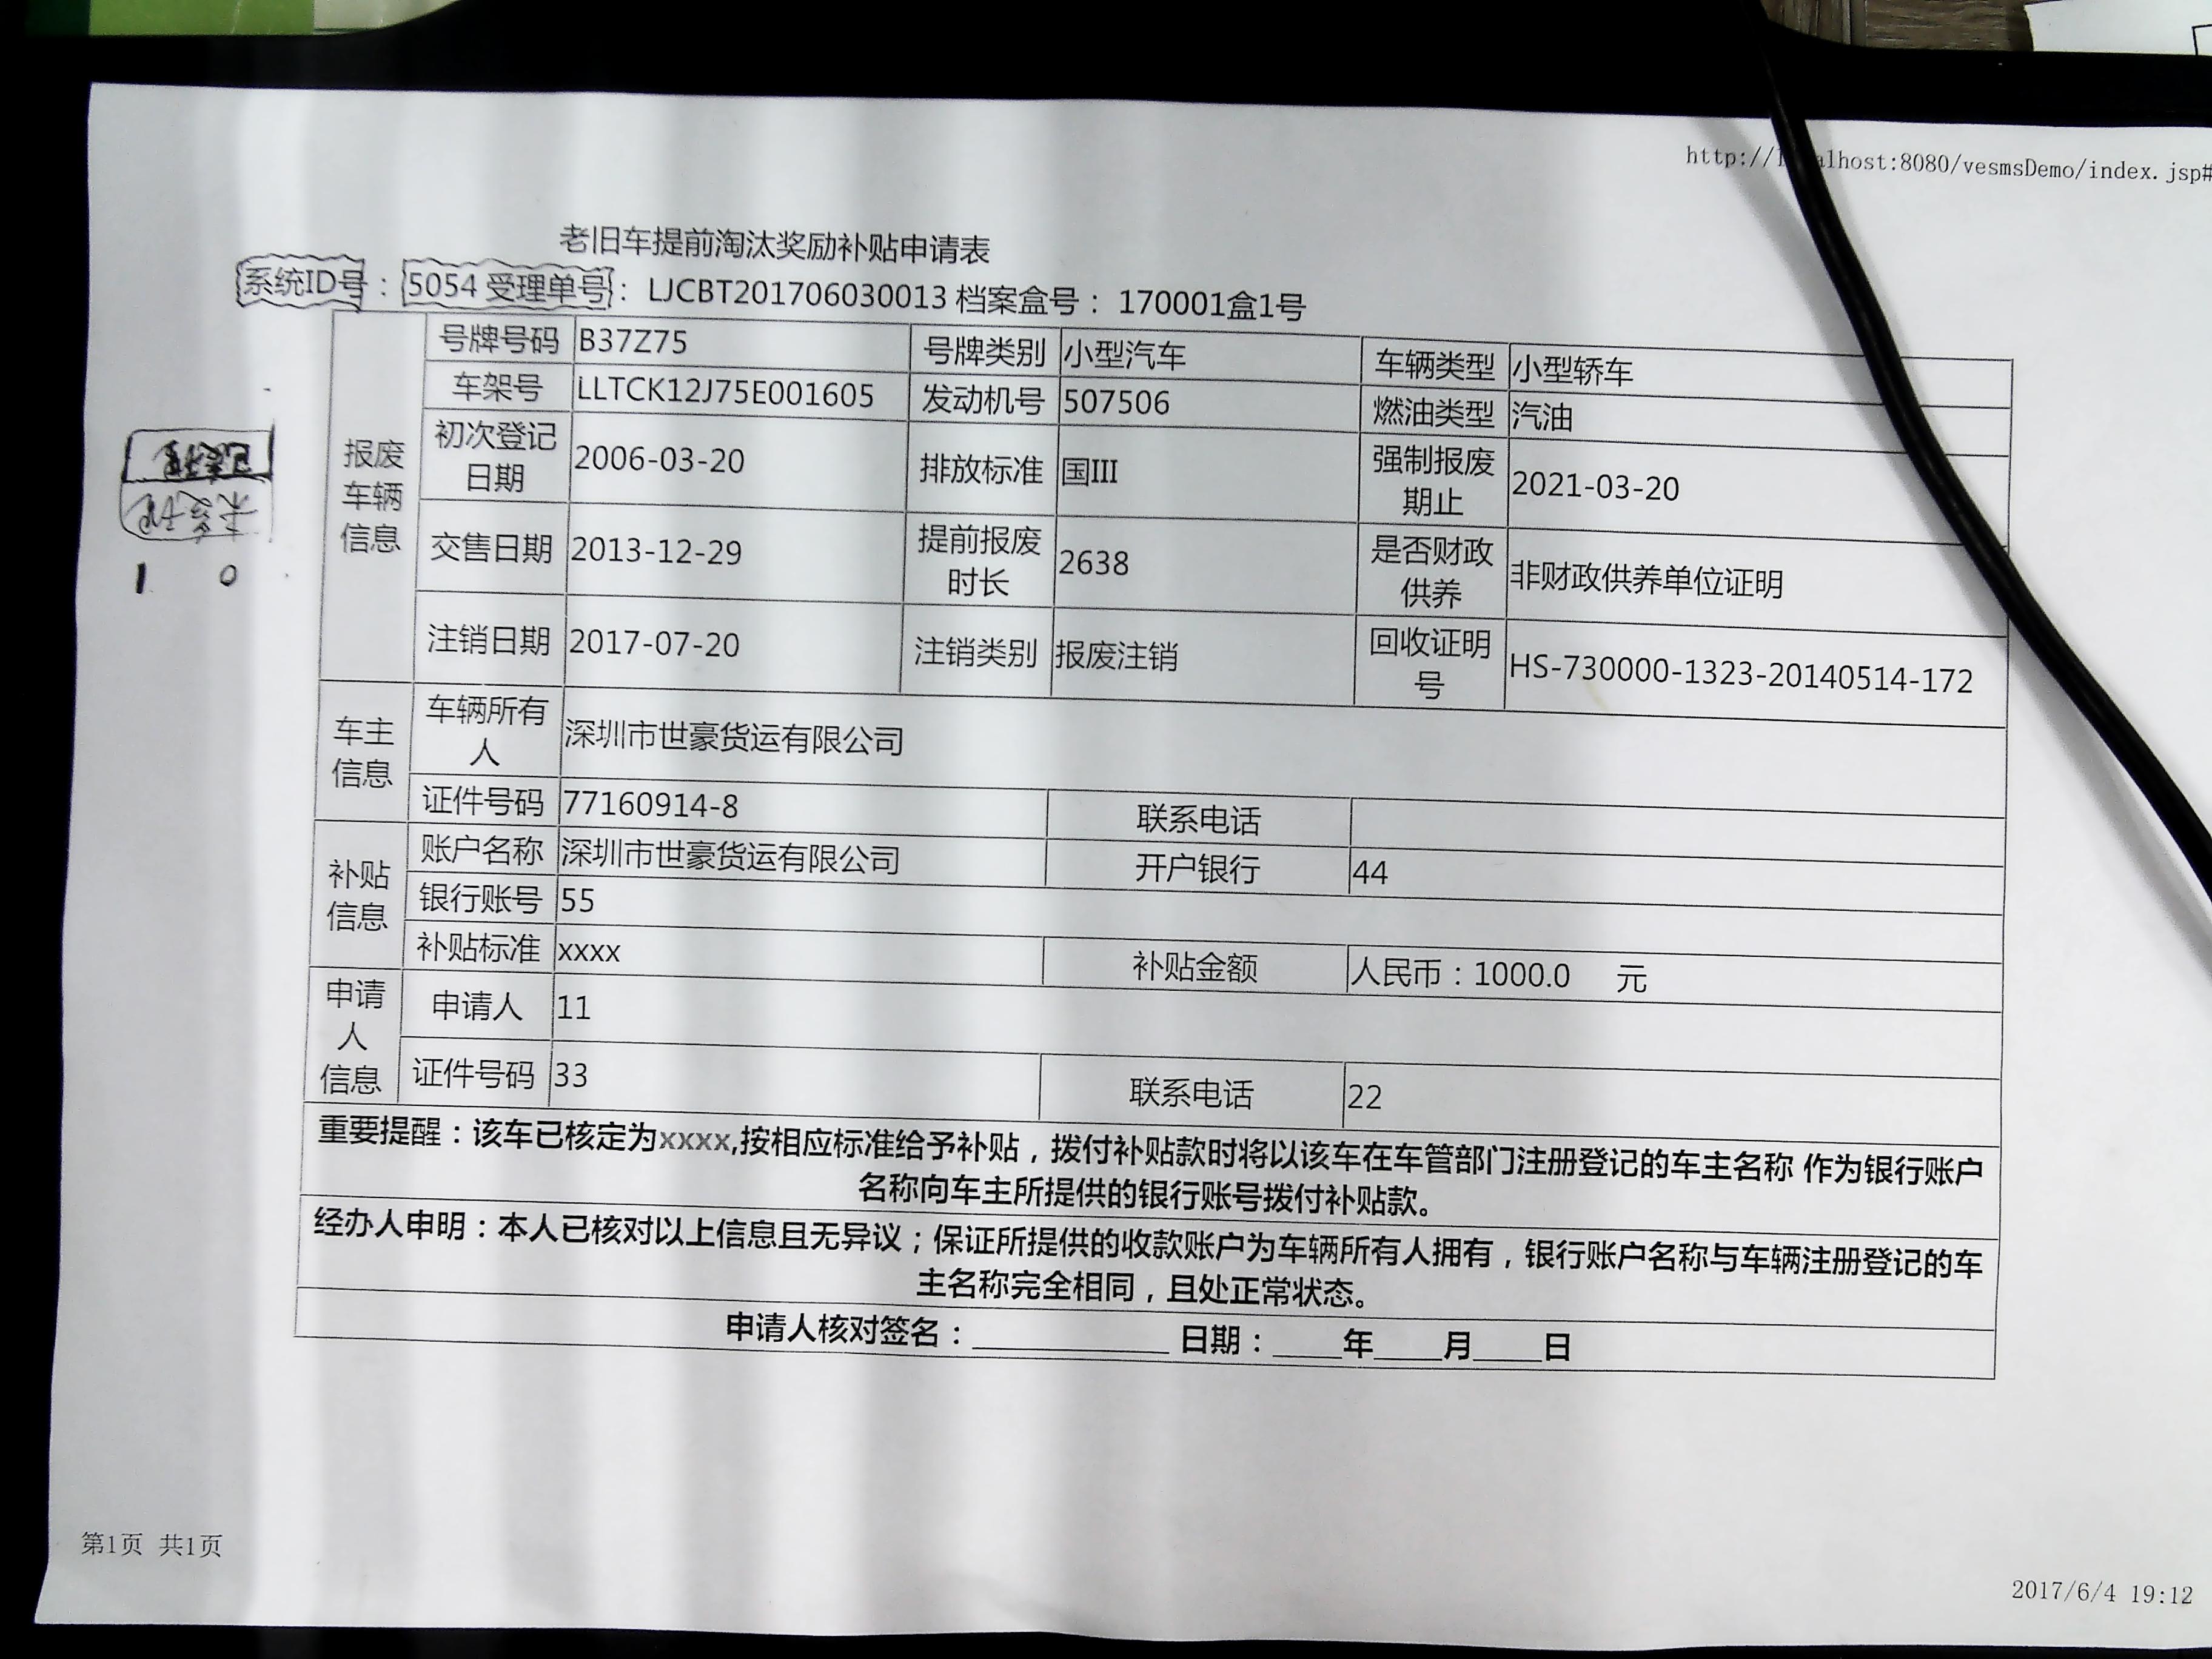 http://localhost:8080/vesmsDemo/index.jsp#
老旧车提前淘汰奖励补贴申请表
系统ID号：5054 受理单号：LJCBT201706030013 档案盒号：170001盒1号
报废车辆信息
号牌号码 B37Z75 号牌类别 小型汽车 车辆类型 小型轿车
车架号 LLTCK12J75E001605 发动机号 507506 燃油类型 汽油
初次登记日期 2006-03-20 排放标准 国III 强制报废期止 2021-03-20
交售日期 2013-12-29 提前报废时长 2638 是否财政供养 非财政供养单位证明
注销日期 2017-07-20 注销类别 报废注销 回收证明号 HS-730000-1323-20140514-172
车主信息
车辆所有人 深圳市世豪货运有限公司
证件号码 77160914-8 联系电话
补贴信息
账户名称 深圳市世豪货运有限公司 开户银行 44
银行账号 55
补贴标准 xxxx 补贴金额 人民币：1000.0 元
申请人信息
申请人 11
证件号码 33 联系电话 22
重要提醒：该车已核定为xxxx,按相应标准给予补贴，拨付补贴款时将以该车在车管部门注册登记的车主名称 作为银行账户
名称向车主所提供的银行账号拨付补贴款。
经办人申明：本人已核对以上信息且无异议；保证所提供的收款账户为车辆所有人拥有，银行账户名称与车辆注册登记的车
主名称完全相同，且处正常状态。
申请人核对签名：__________ 日期：____年____月____日
1 0
第1页 共1页
2017/6/4 19:12